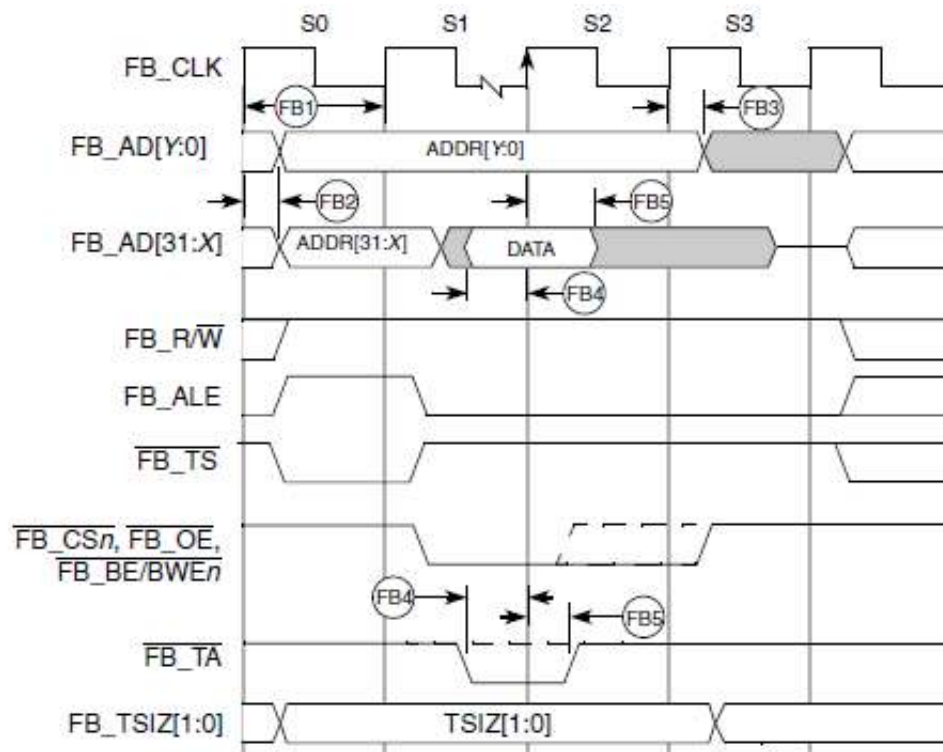 S0 S1 S2 S3
FB_CLK
FB1 FB3
FB_AD[Y:0] ADDR[Y:0]
FB2 FB5
FB_AD[31:X] ADDR[31:X] DATA
FB4
FB_R/W
FB_ALE
FB_TS
FB_CSn, FB_OE,
FB_BE/BWEn
FB4 FB5
FB_TA
FB_TSIZ[1:0] TSIZ[1:0]